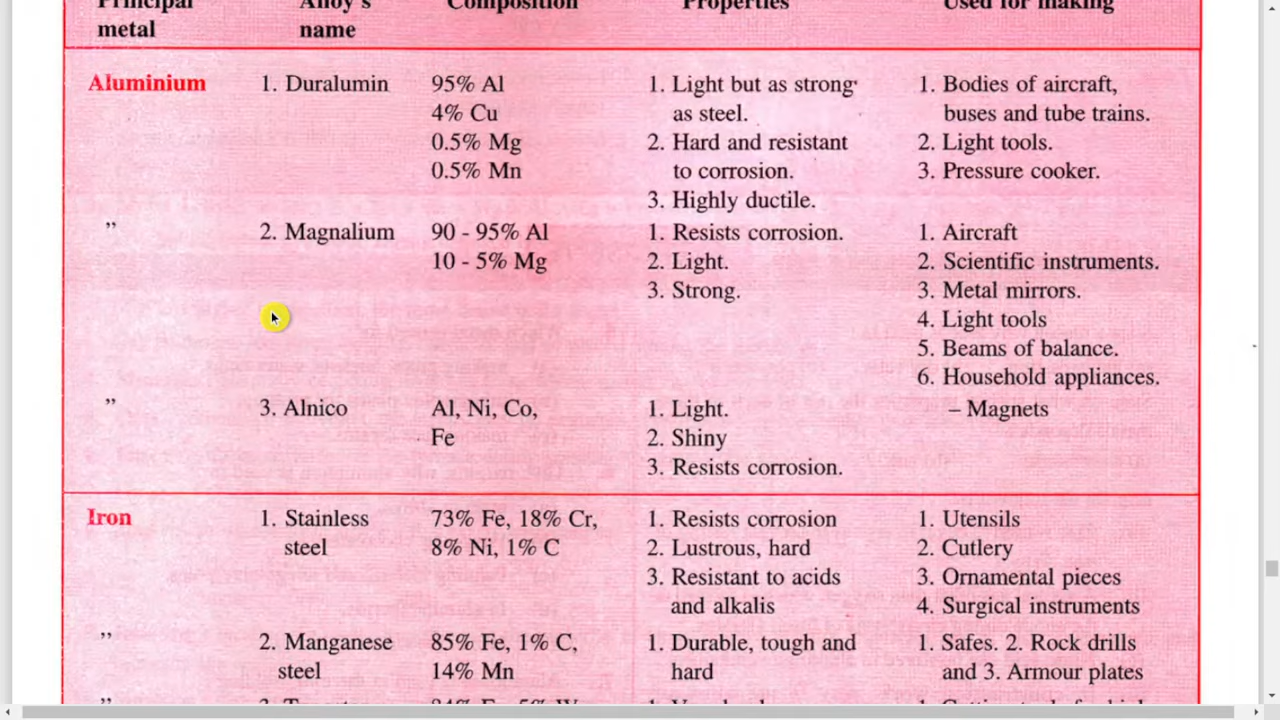 Principal Alloy's Composition Properties Used for making
metal name
Aluminium 1. Duralumin 95% Al 1. Light but as strong 1. Bodies of aircraft,
4% Cu as steel. buses and tube trains.
0.5% Mg 2. Hard and resistant 2. Light tools.
0.5% Mn to corrosion. 3. Pressure cooker.
3. Highly ductile.
” 2. Magnalium 90 - 95% Al 1. Resists corrosion. 1. Aircraft
10 - 5% Mg 2. Light. 2. Scientific instruments.
3. Strong. 3. Metal mirrors.
4. Light tools
5. Beams of balance.
6. Household appliances.
” 3. Alnico Al, Ni, Co, 1. Light. – Magnets
Fe 2. Shiny
3. Resists corrosion.
Iron 1. Stainless 73% Fe, 18% Cr, 1. Resists corrosion 1. Utensils
steel 8% Ni, 1% C 2. Lustrous, hard 2. Cutlery
3. Resistant to acids 3. Ornamental pieces
and alkalis 4. Surgical instruments
” 2. Manganese 85% Fe, 1% C, 1. Durable, tough and 1. Safes. 2. Rock drills
steel 14% Mn hard and 3. Armour plates